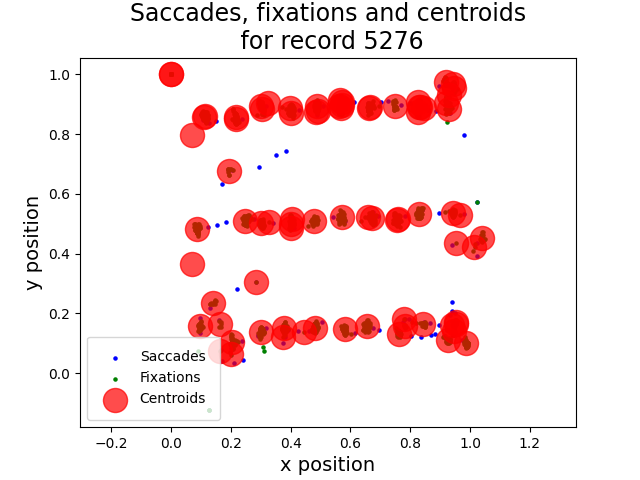 Saccades, fixations and centroids
for record 5276
1.0
0.8
0.6
0.4
0.2
0.0
y position
Saccades
Fixations
Centroids
−0.2
0.0
0.2
0.4
0.6
0.8
1.0
1.2
x position